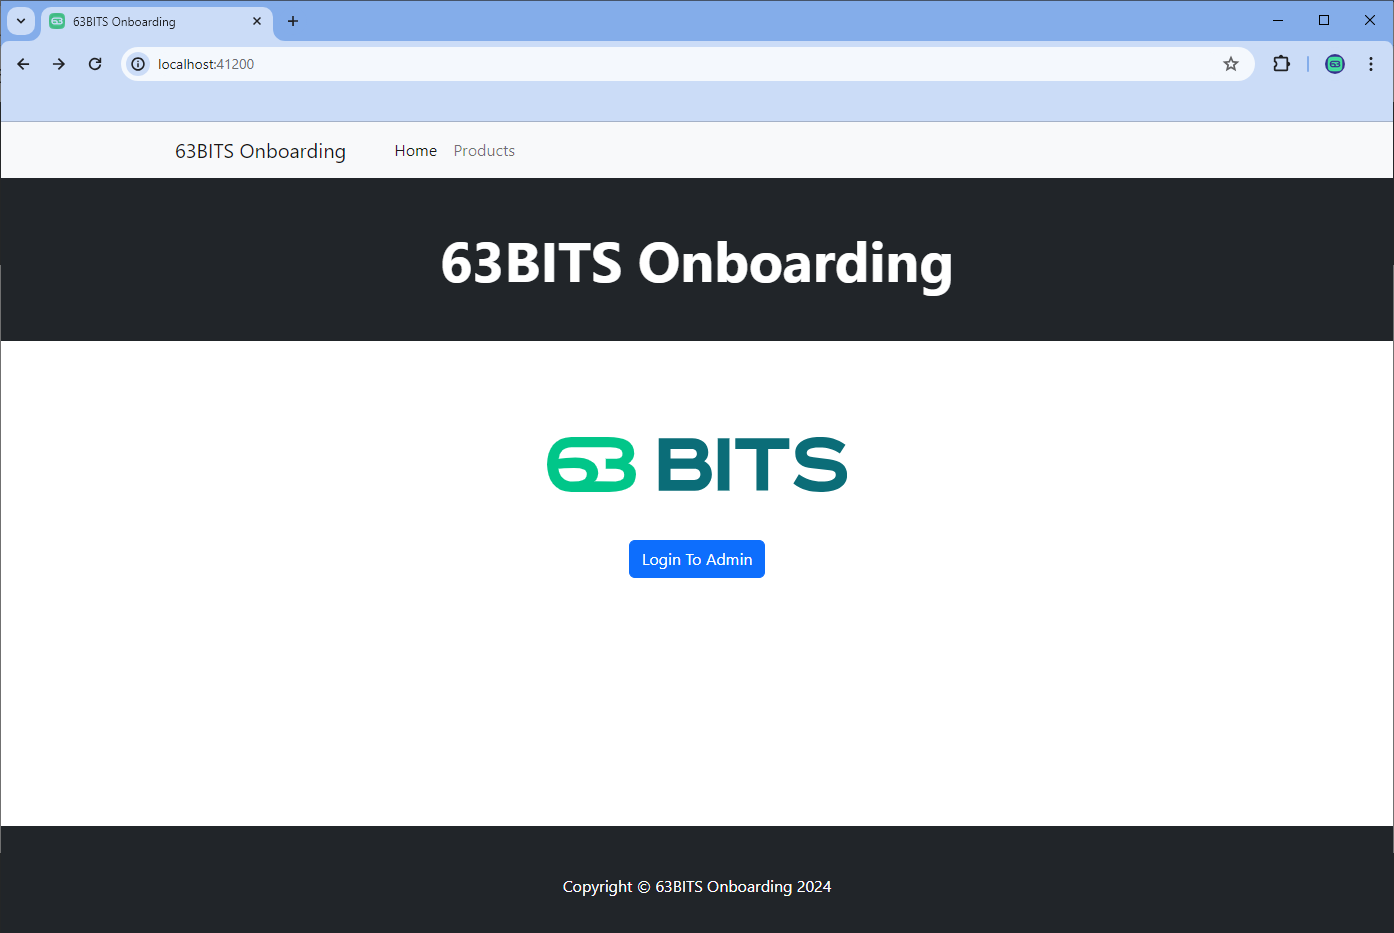 63BITS Onboarding
localhost:41200
63BITS Onboarding Home Products
63BITS Onboarding
63 BITS
Login To Admin
Copyright © 63BITS Onboarding 2024